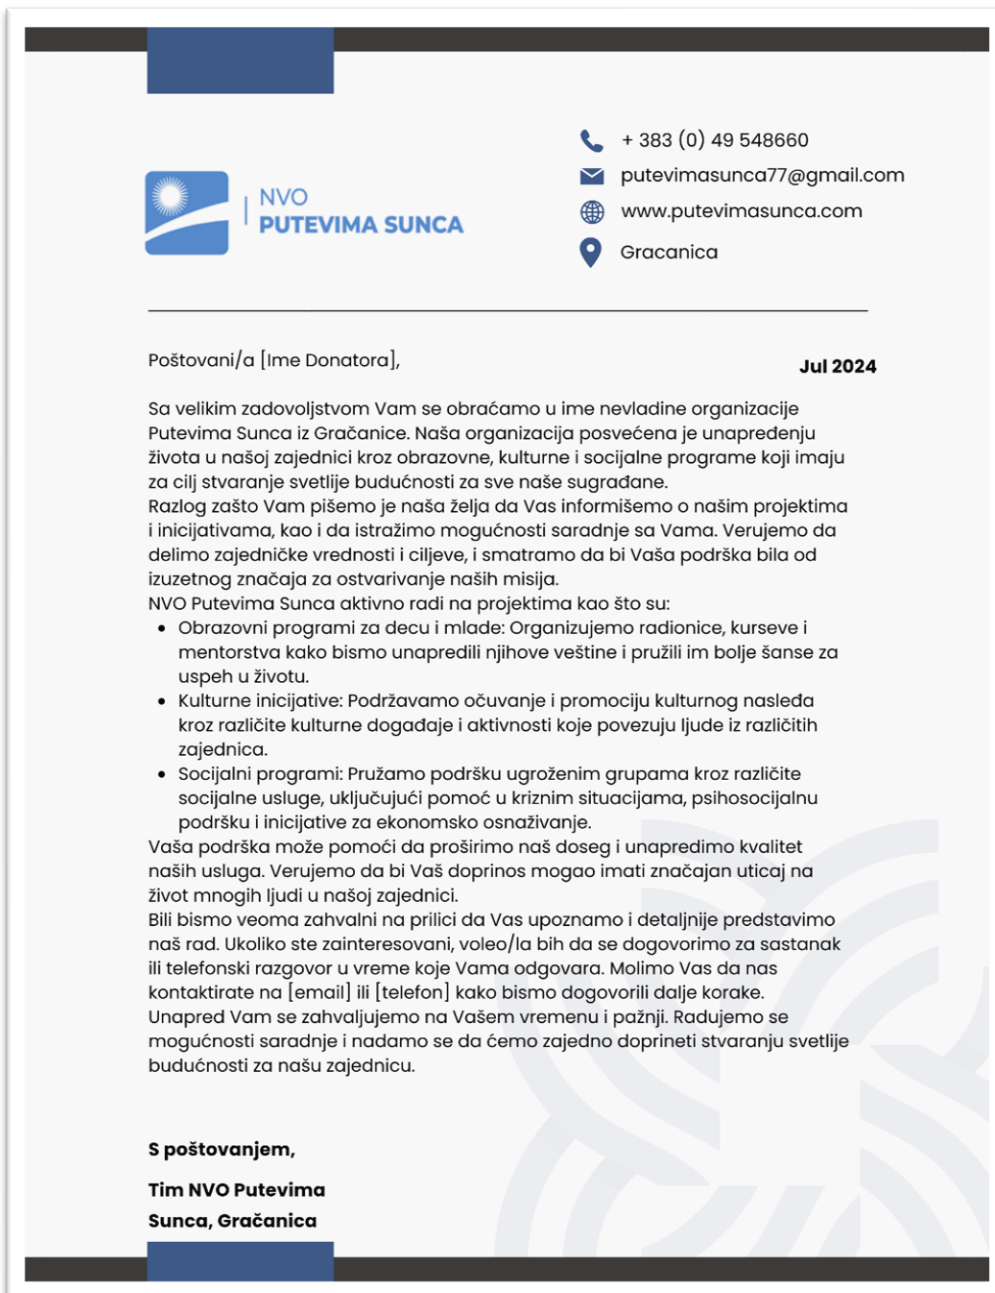 + 383 (0) 49 548660
putevimasunca77@gmail.com
www.putevimasunca.com
Gracanica
NVO
PUTEVIMA SUNCA
Poštovani/a [Ime Donatora],
Jul 2024
Sa velikim zadovoljstvom Vam se obraćamo u ime nevladine organizacije
Putevima Sunca iz Gračanice. Naša organizacija posvećena je unapređenju
života u našoj zajednici kroz obrazovne, kulturne i socijalne programe koji imaju
za cilj stvaranje svetlije budućnosti za sve naše sugrađane.
Razlog zašto Vam pišemo je naša želja da Vas informišemo o našim projektima
i inicijativama, kao i da istražimo mogućnosti saradnje sa Vama. Verujemo da
delimo zajedničke vrednosti i ciljeve, i smatramo da bi Vaša podrška bila od
izuzetnog značaja za ostvarivanje naših misija.
NVO Putevima Sunca aktivno radi na projektima kao što su:
• Obrazovni programi za decu i mlade: Organizujemo radionice, kurseve i
mentorstva kako bismo unapredili njihove veštine i pružili im bolje šanse za
uspeh u životu.
• Kulturne inicijative: Podržavamo očuvanje i promociju kulturnog nasleđa
kroz različite kulturne događaje i aktivnosti koje povezuju ljude iz različitih
zajednica.
• Socijalni programi: Pružamo podršku ugroženim grupama kroz različite
socijalne usluge, uključujući pomoć u kriznim situacijama, psihosocijalnu
podršku i inicijative za ekonomsko osnaživanje.
Vaša podrška može pomoći da proširimo naš doseg i unapredimo kvalitet
naših usluga. Verujemo da bi Vaš doprinos mogao imati značajan uticaj na
život mnogih ljudi u našoj zajednici.
Bili bismo veoma zahvalni na prilici da Vas upoznamo i detaljnije predstavimo
naš rad. Ukoliko ste zainteresovani, voleo/la bih da se dogovorimo za sastanak
ili telefonski razgovor u vreme koje Vama odgovara. Molimo Vas da nas
kontaktirate na [email] ili [telefon] kako bismo dogovorili dalje korake.
Unapred Vam se zahvaljujemo na Vašem vremenu i pažnji. Radujemo se
mogućnosti saradnje i nadamo se da ćemo zajedno doprineti stvaranju svetlije
budućnosti za našu zajednicu.
S poštovanjem,
Tim NVO Putevima
Sunca, Gračanica